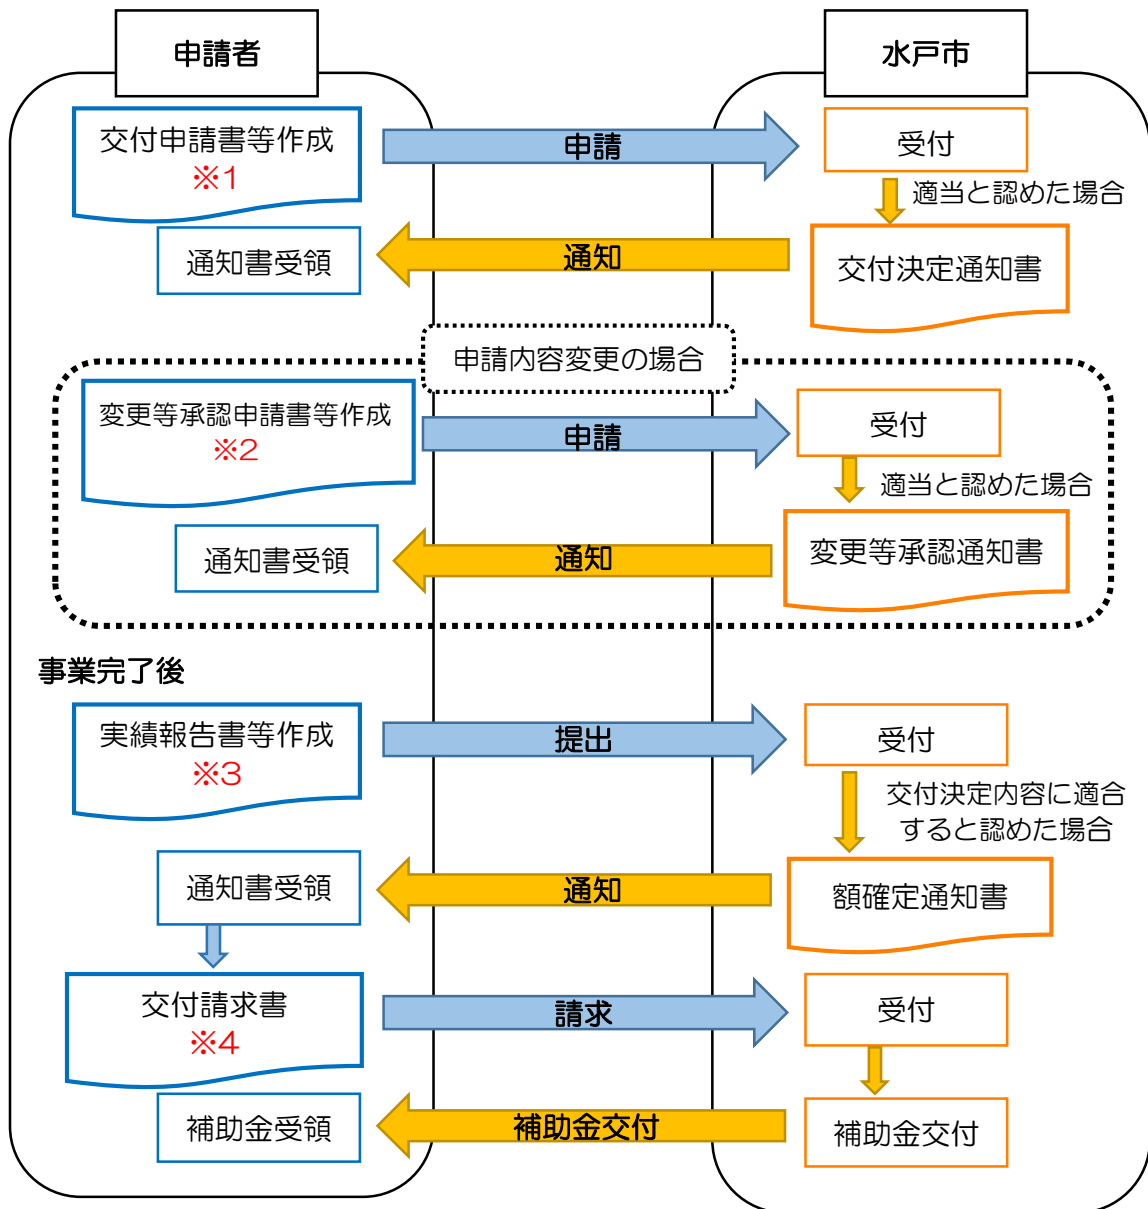 申請者
水戸市
交付申請書等作成
※1
申請
受付
適当と認めた場合
通知書受領
通知
交付決定通知書
申請内容変更の場合
変更等承認申請書等作成
※2
申請
受付
適当と認めた場合
通知書受領
通知
変更等承認通知書
事業完了後
実績報告書等作成
※3
提出
受付
交付決定内容に適合
すると認めた場合
通知書受領
通知
額確定通知書
交付請求書
※4
請求
受付
補助金受領
補助金交付
補助金交付